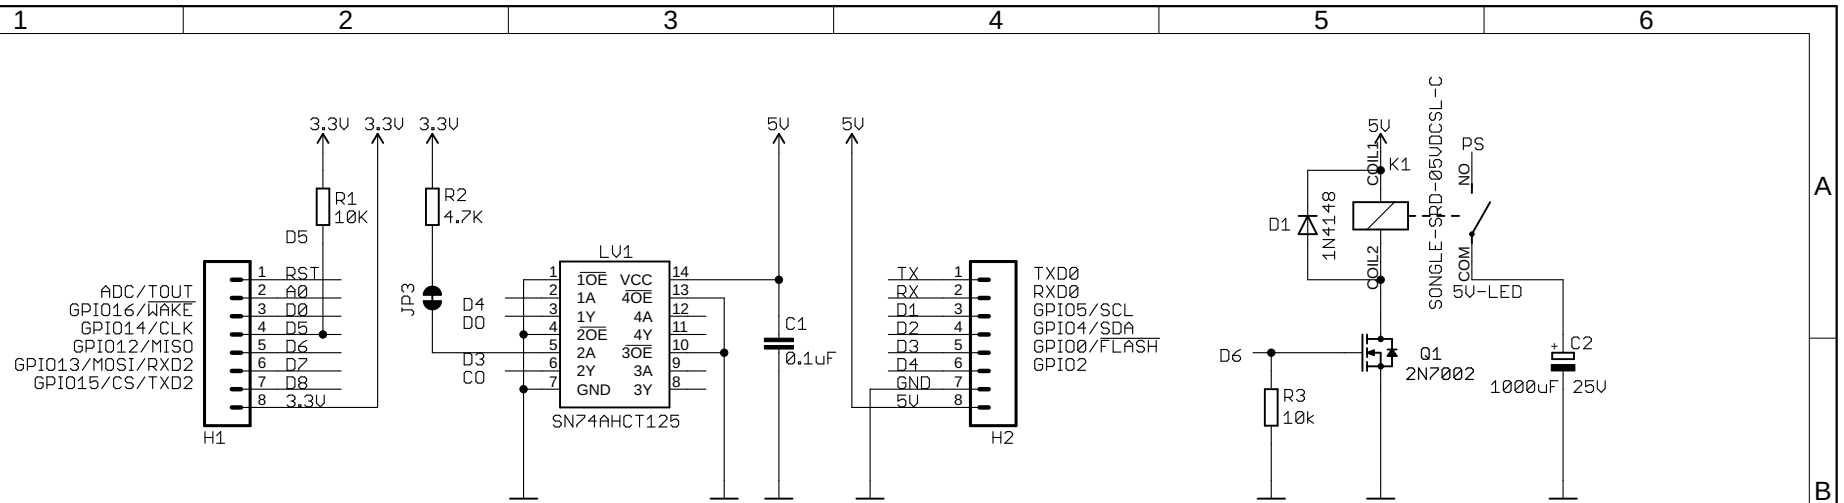 1 2 3 4 5 6
A
B
3.3V 3.3V 3.3V
R1
10K
D5
R2
4.7K
JP3
ADC/TOUT
GPIO16/WAKE
GPIO14/CLK
GPIO12/MISO
GPIO13/MOSI/RXD2
GPIO15/CS/TXD2
1 RST
2 A0
3 D0
4 D5
5 D6
6 D7
7 D8
8 3.3V
H1
D4
DO
D3
CO
LV1
1 1OE VCC 14
2 1A 4OE 13
3 1Y 4A 12
4 2OE 4Y 11
5 2A 3OE 10
6 2Y 3A 9
7 GND 3Y 8
SN74AHCT125
5V
C1
0.1uF
5V
TX 1 TXD0
RX 2 RXD0
D1 3 GPIO5/SCL
D2 4 GPIO4/SDA
D3 5 GPIO0/FLASH
D4 6 GPIO2
GND 7
5V 8
H2
5V
COIL1
K1
D1
1N4148
COIL2
SONGLE-SRD-05VDCSL-C
PS
NO
COM
5V-LED
D6
R3
10k
Q1
2N7002
+
C2
1000uF 25V